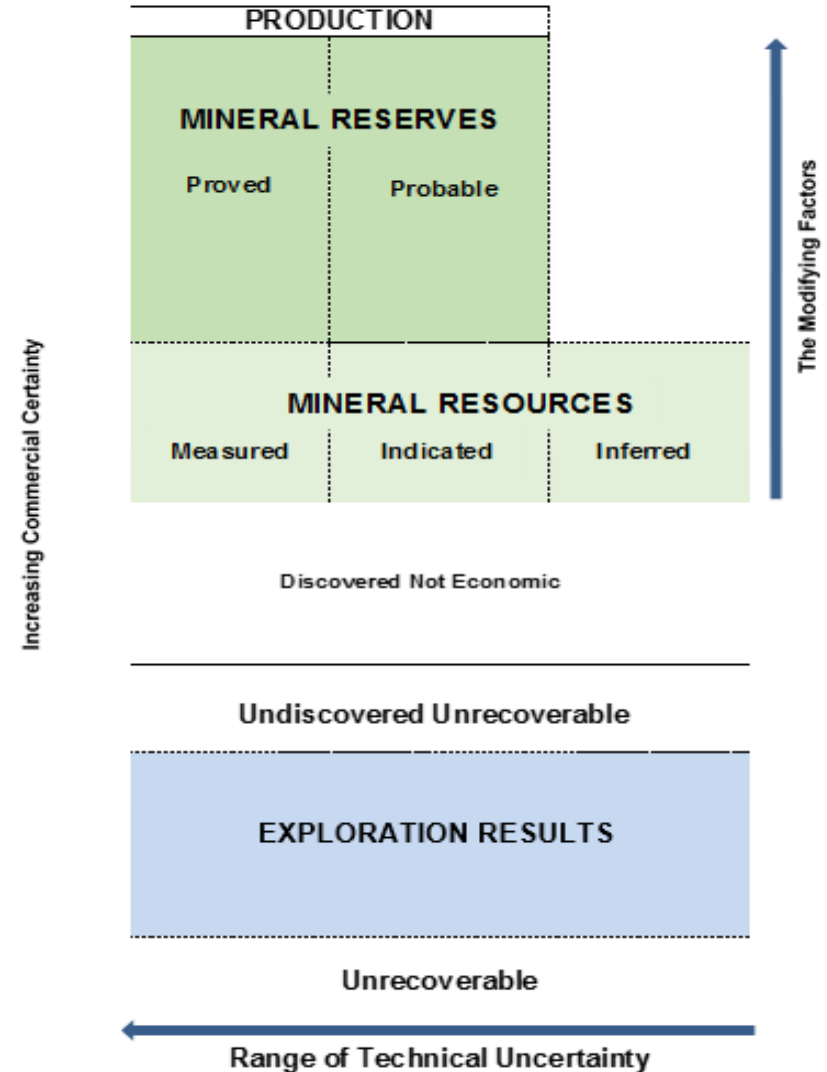 PRODUCTION
MINERAL RESERVES
Proved
Probable
The Modifying Factors
Increasing Commercial Certainty
MINERAL RESOURCES
Measured
Indicated
Inferred
Discovered Not Economic
Undiscovered Unrecoverable
EXPLORATION RESULTS
Unrecoverable
Range of Technical Uncertainty